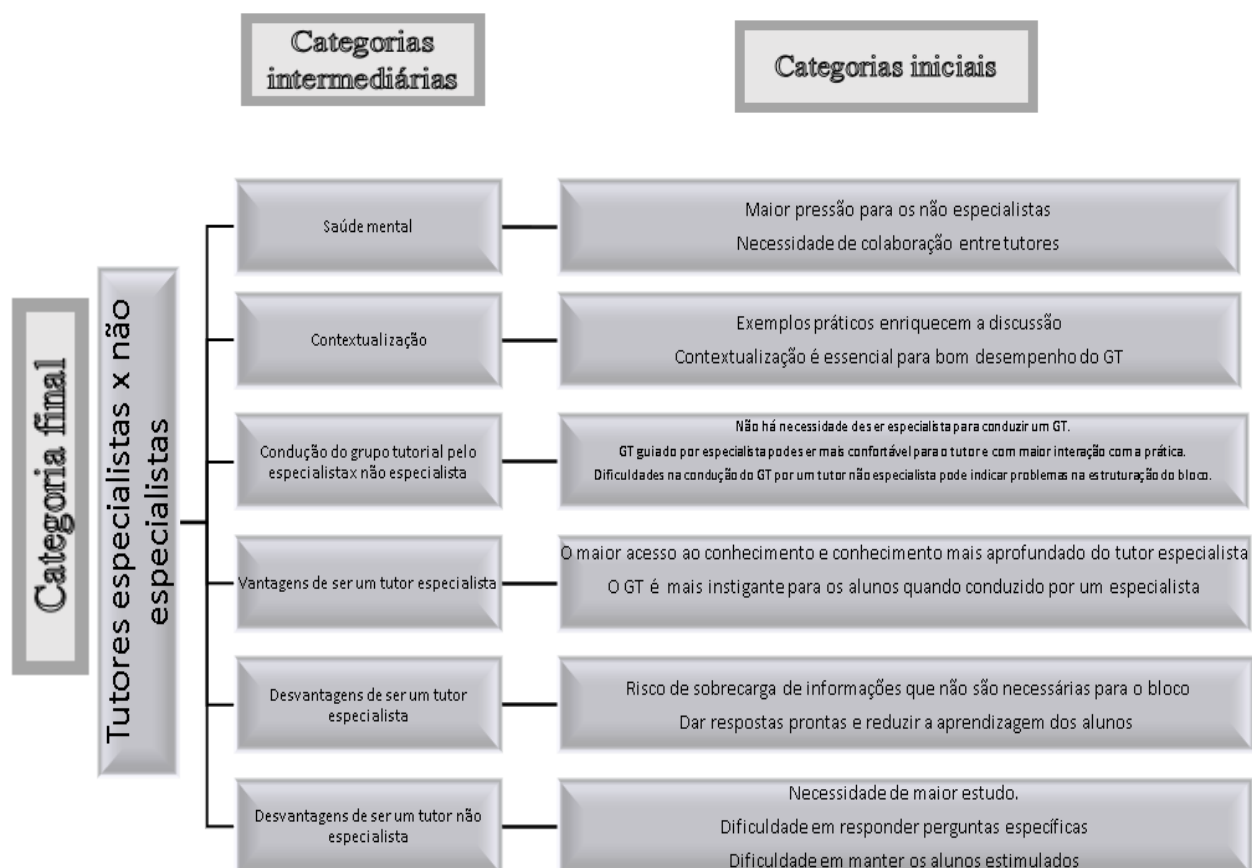 Categorias
intermediárias
Categorias iniciais
Categoria final
Tutores especialistas x não
especialistas
Saúde mental
Maior pressão para os não especialistas
Necessidade de colaboração entre tutores
Contextualização
Exemplos práticos enriquecem a discussão
Contextualização é essencial para bom desempenho do GT
Condução do grupo tutorial pelo
especialista x não especialista
Não há necessidade de ser especialista para conduzir um GT.
GT guiado por especialista pode ser mais confortável para o tutor e com maior interação com a prática.
Dificuldades na condução do GT por um tutor não especialista pode indicar problemas na estruturação do bloco.
Vantagens de ser um tutor especialista
O maior acesso ao conhecimento e conhecimento mais aprofundado do tutor especialista
O GT é mais instigante para os alunos quando conduzido por um especialista
Desvantagens de ser um tutor
especialista
Risco de sobrecarga de informações que não são necessárias para o bloco
Dar respostas prontas e reduzir a aprendizagem dos alunos
Desvantagens de ser um tutor não
especialista
Necessidade de maior estudo.
Dificuldade em responder perguntas específicas
Dificuldade em manter os alunos estimulados